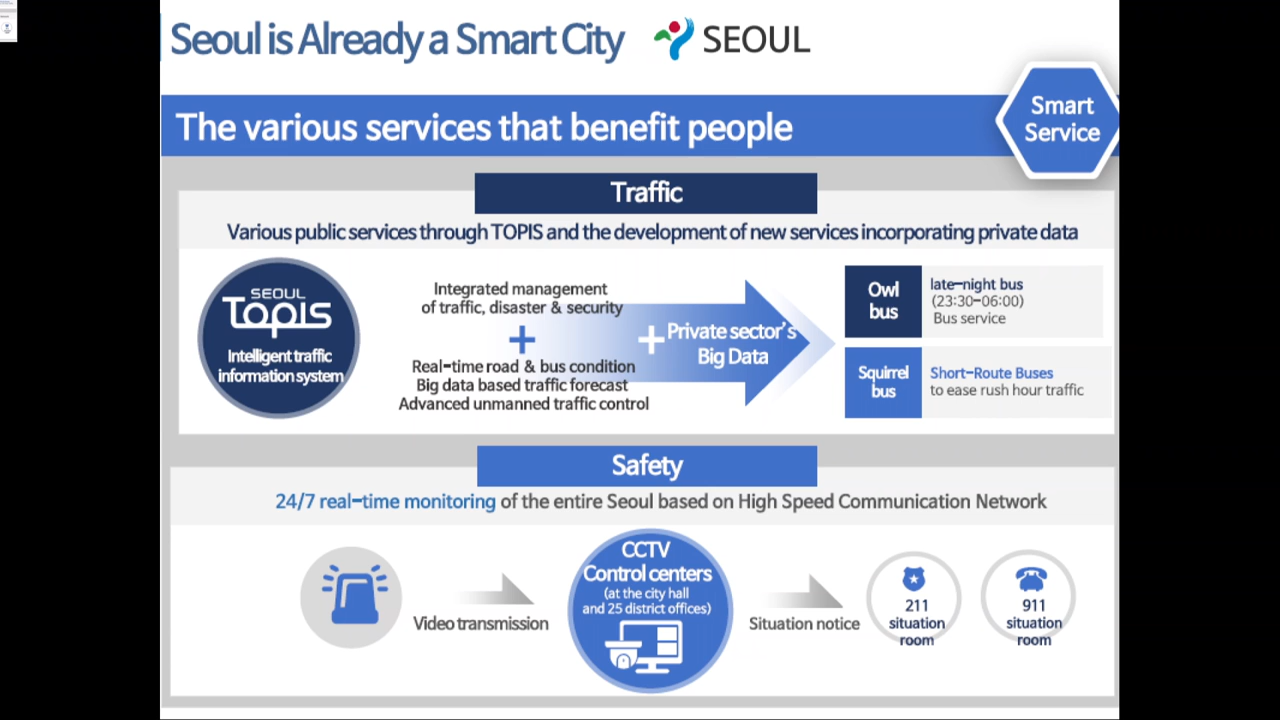 Seoul is Already a Smart City
SEOUL
The various services that benefit people
Smart
Service
Traffic
Various public services through TOPIS and the development of new services incorporating private data
SEOUL
Topis
Intelligent traffic
information system
Integrated management
of traffic, disaster & security
+
Real-time road & bus condition
Big data based traffic forecast
Advanced unmanned traffic control
+
Private sector's
Big Data
Owl
bus
late-night bus
(23:30-06:00)
Bus service
Squirrel
bus
Short-Route Buses
to ease rush hour traffic
Safety
24/7 real-time monitoring of the entire Seoul based on High Speed Communication Network
Video transmission
CCTV
Control centers
(at the city hall
and 25 district offices)
Situation notice
211
situation
room
911
situation
room